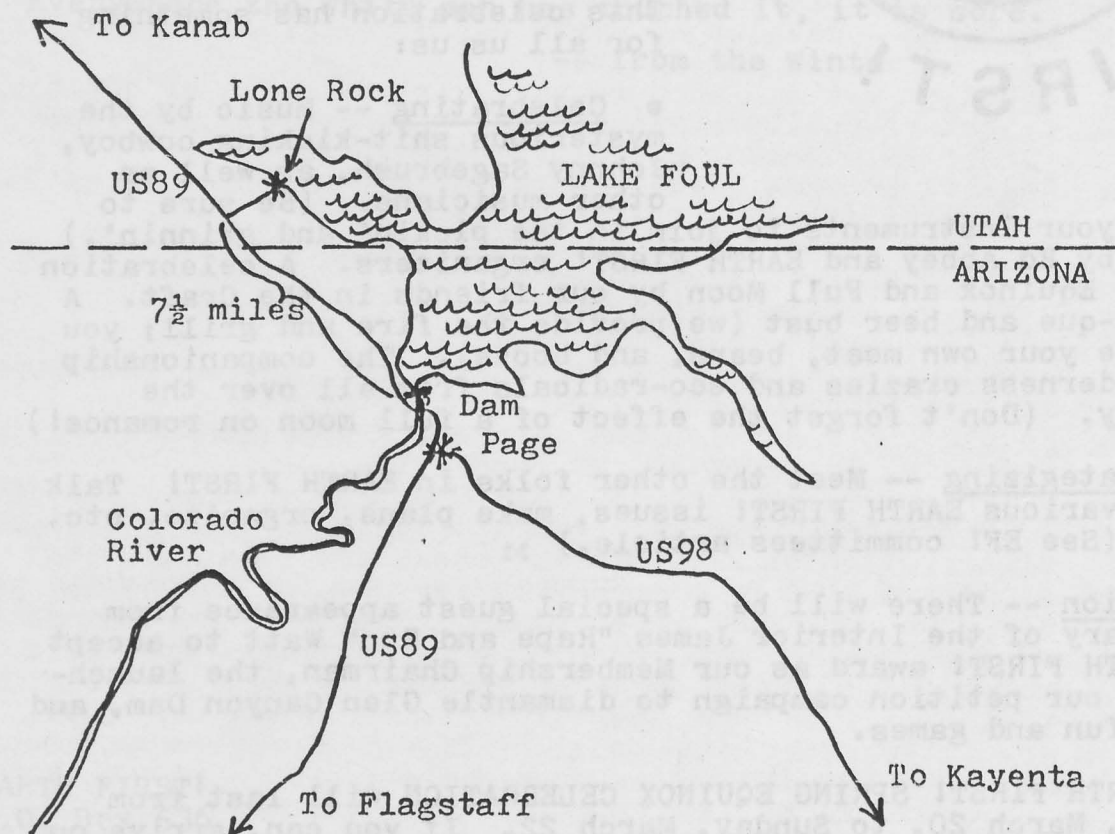 To Kanab
Lone Rock
US89
LAKE FOUL
UTAH
ARIZONA
7½ miles
Dam
Page
Colorado
River
US98
US89
To Kayenta
To Flagstaff